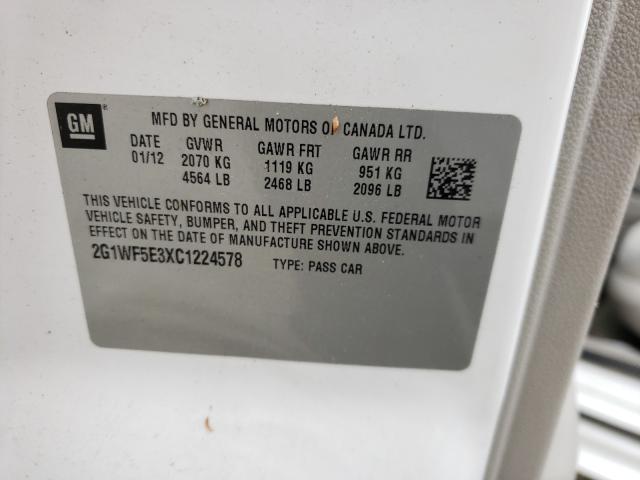 GM ®
MFD BY GENERAL MOTORS OF CANADA LTD.
DATE GVWR GAWR FRT GAWR RR
01/12 2070 KG 1119 KG 951 KG
4564 LB 2468 LB 2096 LB
THIS VEHICLE CONFORMS TO ALL APPLICABLE U.S. FEDERAL MOTOR
VEHICLE SAFETY, BUMPER, AND THEFT PREVENTION STANDARDS IN
EFFECT ON THE DATE OF MANUFACTURE SHOWN ABOVE.
2G1WF5E3XC1224578 TYPE: PASS CAR